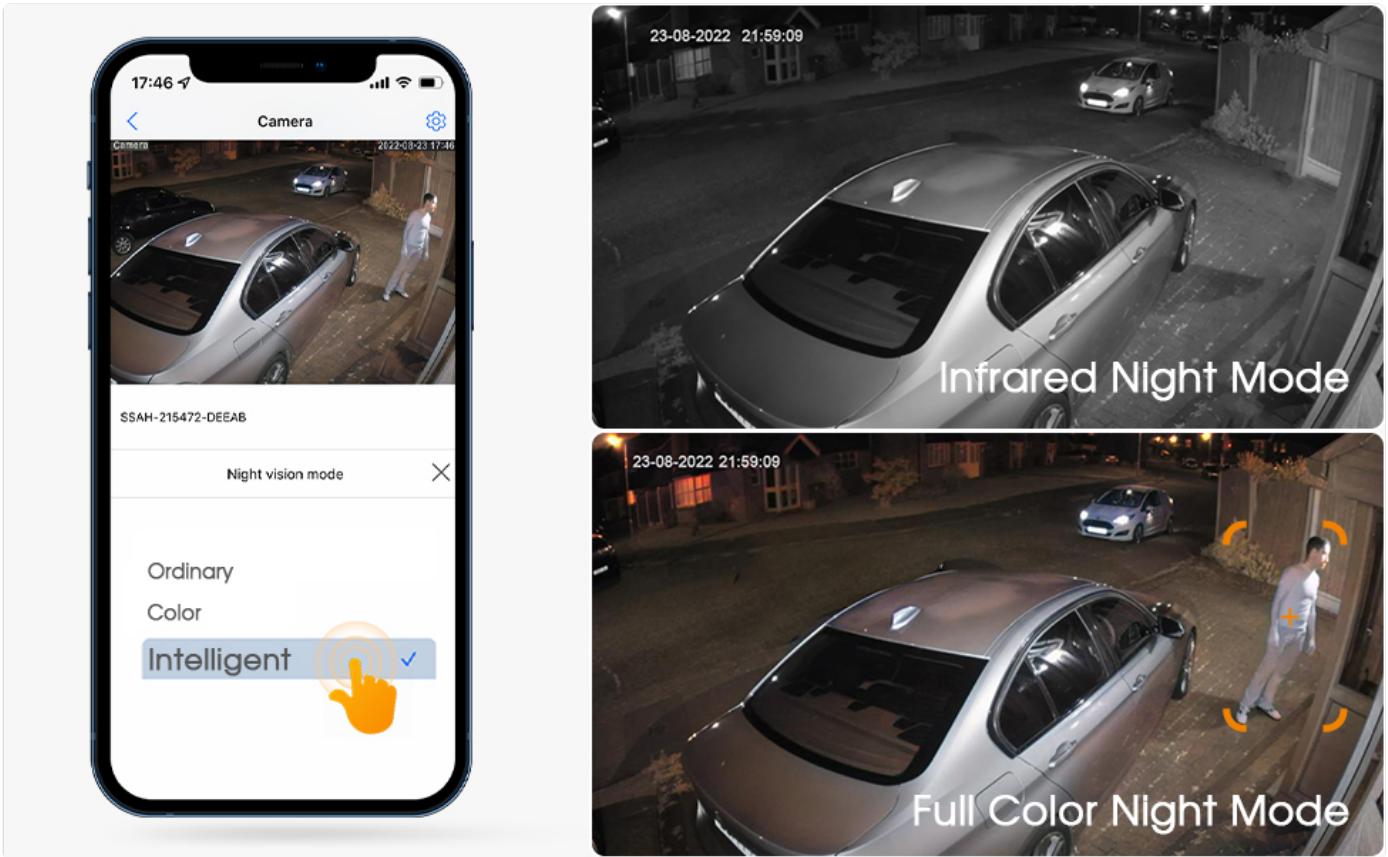 17:46
Camera
Camera
2022-08-23 17:46
SSAH-215472-DEEAB
Night vision mode
Ordinary
Color
Intelligent
23-08-2022 21:59:09
Infrared Night Mode
23-08-2022 21:59:09
Full Color Night Mode